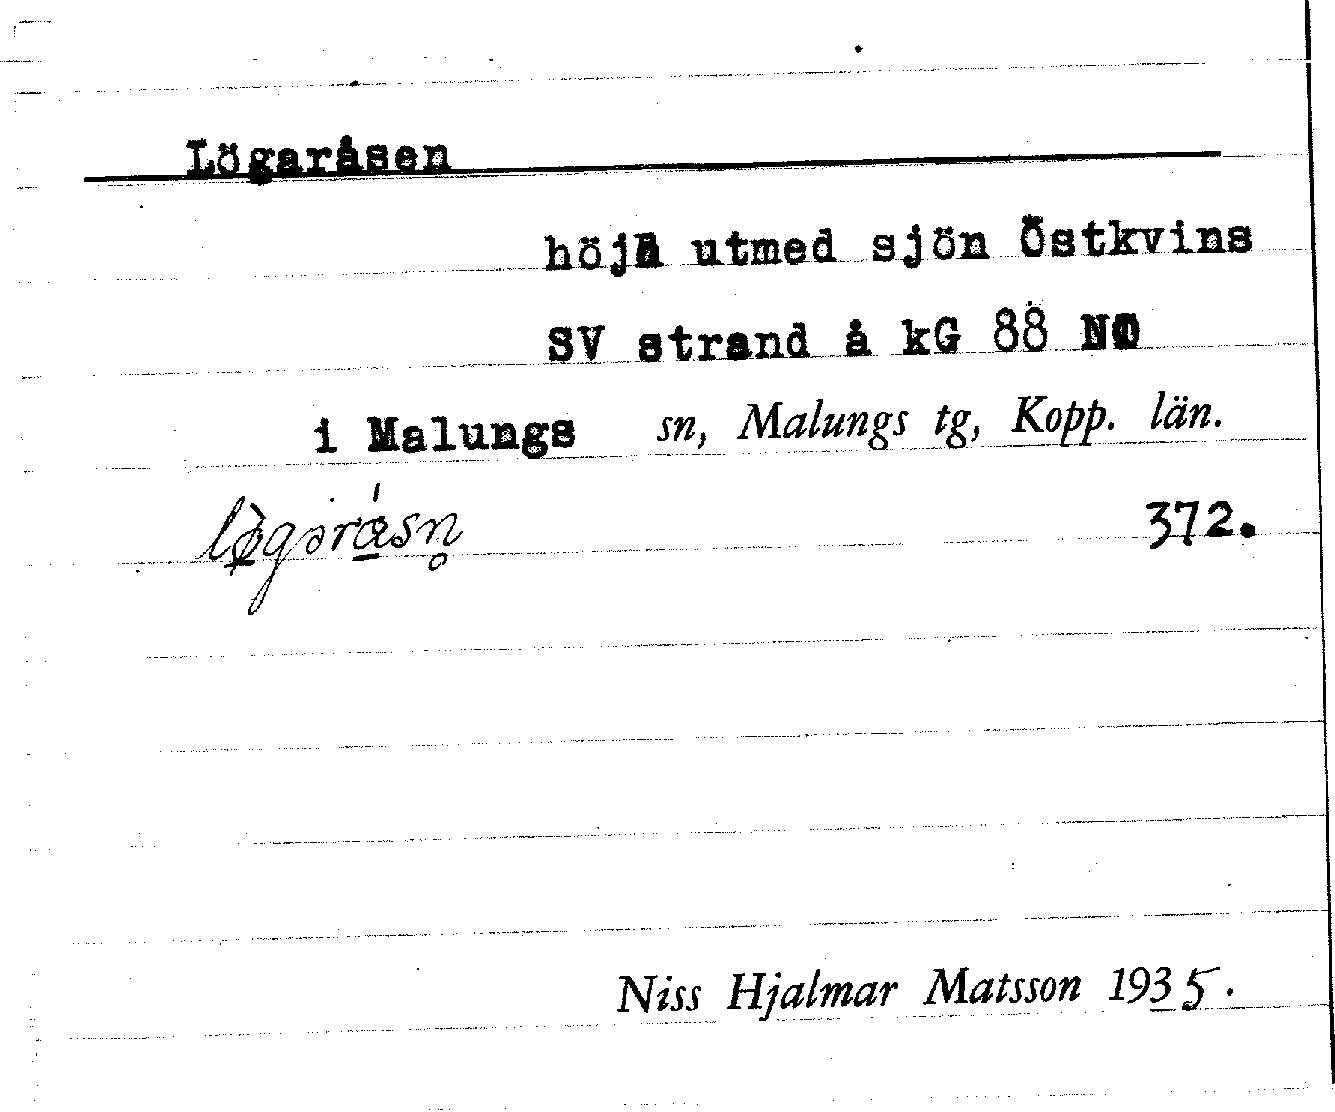 Lögaråsen
höjd utmed sjön Östkvins
SV strand å kG 88 NO
i Malungs sn, Malungs tg, Kopp. län.
372.
Niss Hjalmar Matsson 1935.